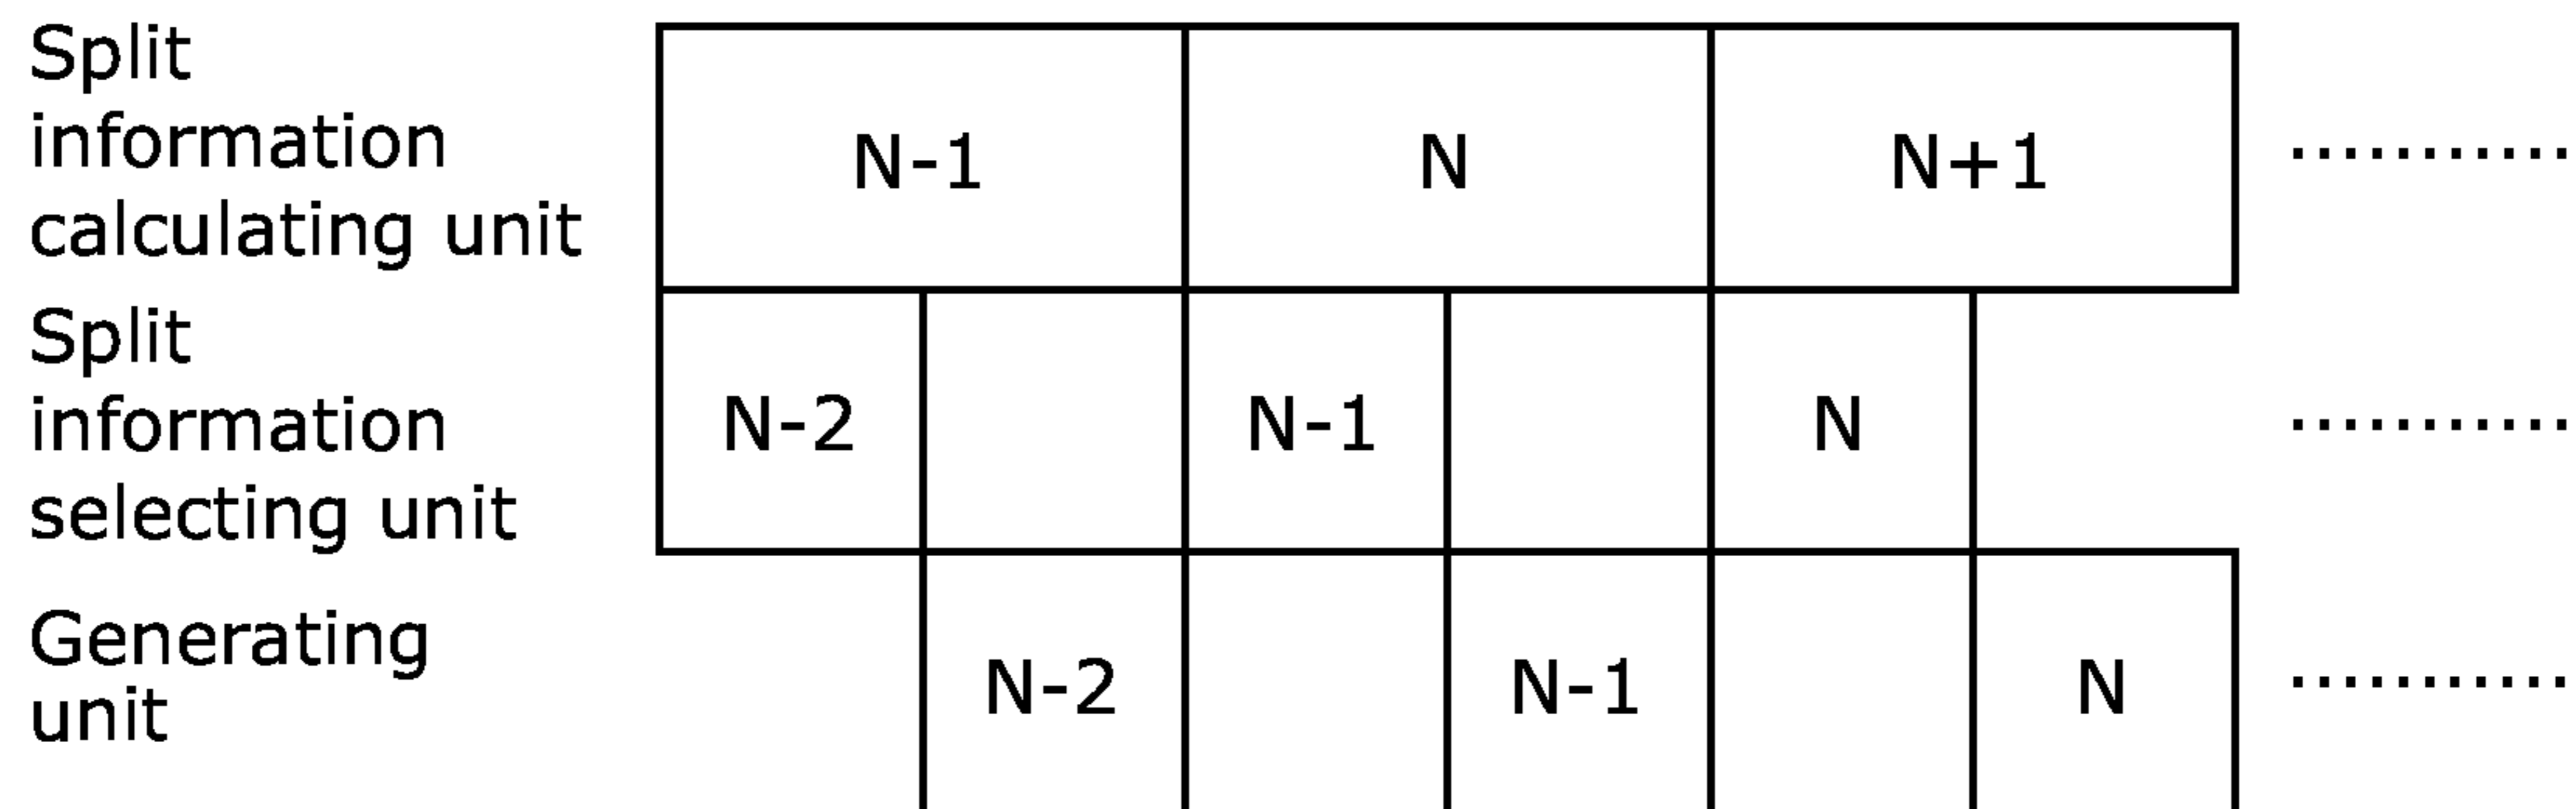 Split
information
calculating unit
N-1 N N+1 ...........
Split
information
selecting unit
N-2 N-1 N ...........
Generating
unit
N-2 N-1 N ...........